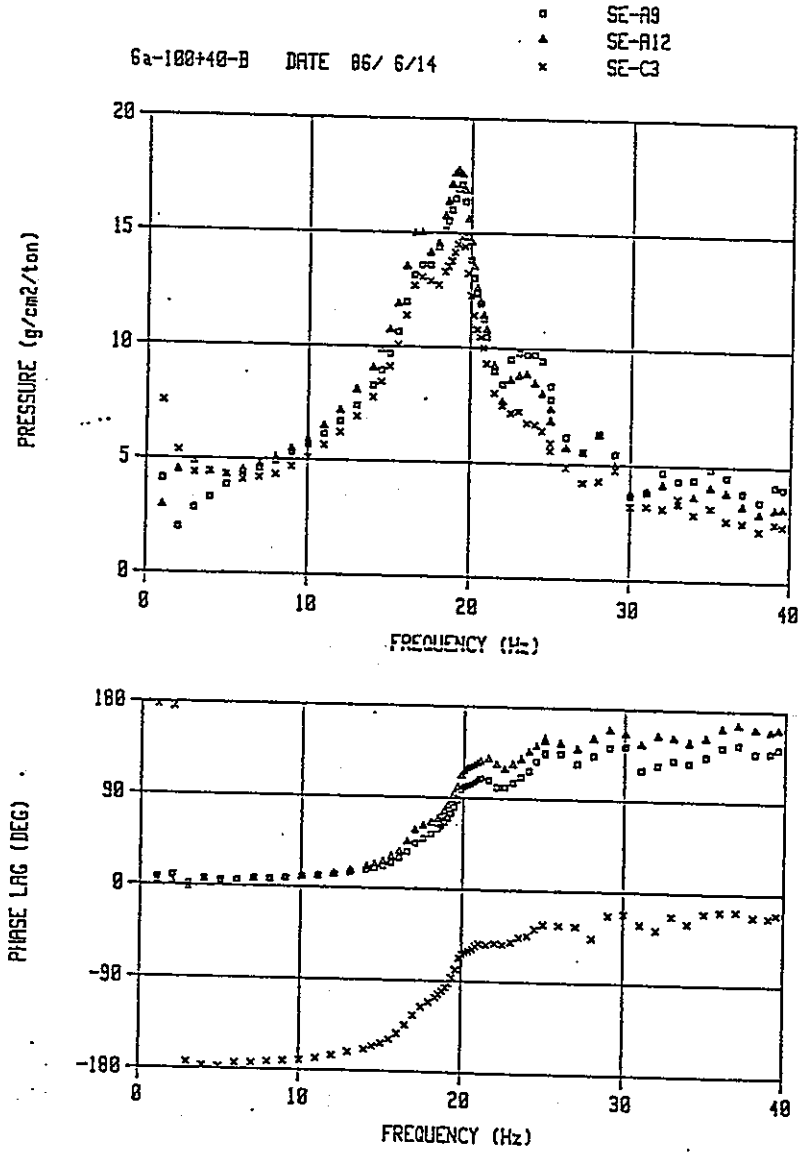 SE-A9
SE-A12
6a-100+40-B DATE 86/ 6/14
SE-C3
20
15
10
5
0
PRESSURE (g/cm2/ton)
0 10 20 30 40
FREQUENCY (Hz)
180
90
0
-90
-180
PHASE LAG (DEG)
0 10 20 30 40
FREQUENCY (Hz)